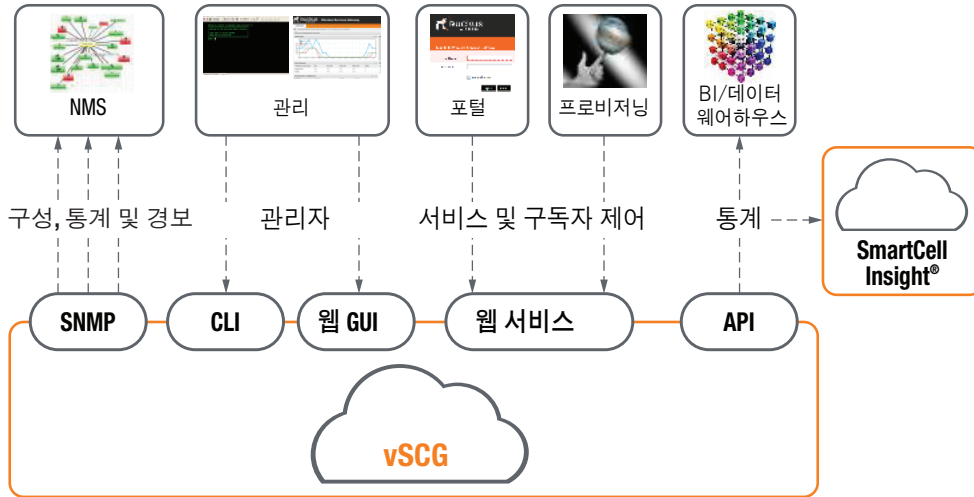 NMS
관리
포털
프로비저닝
BI/데이터
웨어하우스
구성, 통계 및 경보
관리자
서비스 및 구독자 제어
통계
SmartCell
Insight®
SNMP
CLI
웹 GUI
웹 서비스
API
vSCG